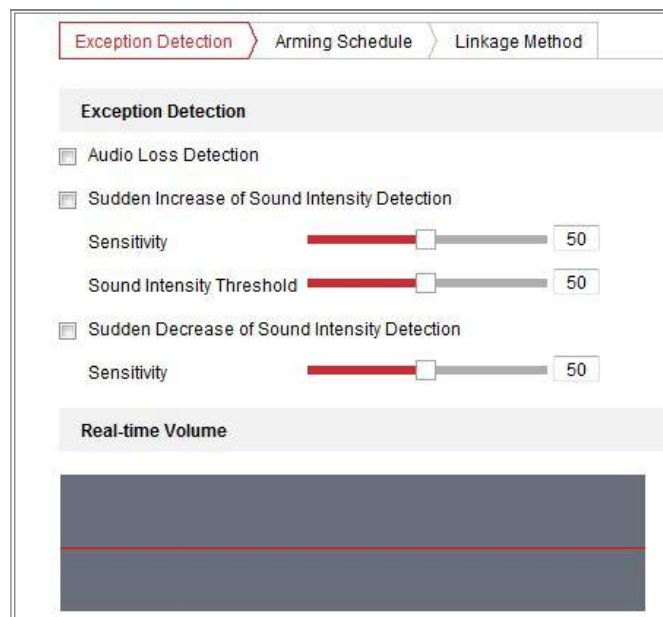 Exception Detection Arming Schedule Linkage Method
Exception Detection
Audio Loss Detection
Sudden Increase of Sound Intensity Detection
Sensitivity 50
Sound Intensity Threshold 50
Sudden Decrease of Sound Intensity Detection
Sensitivity 50
Real-time Volume